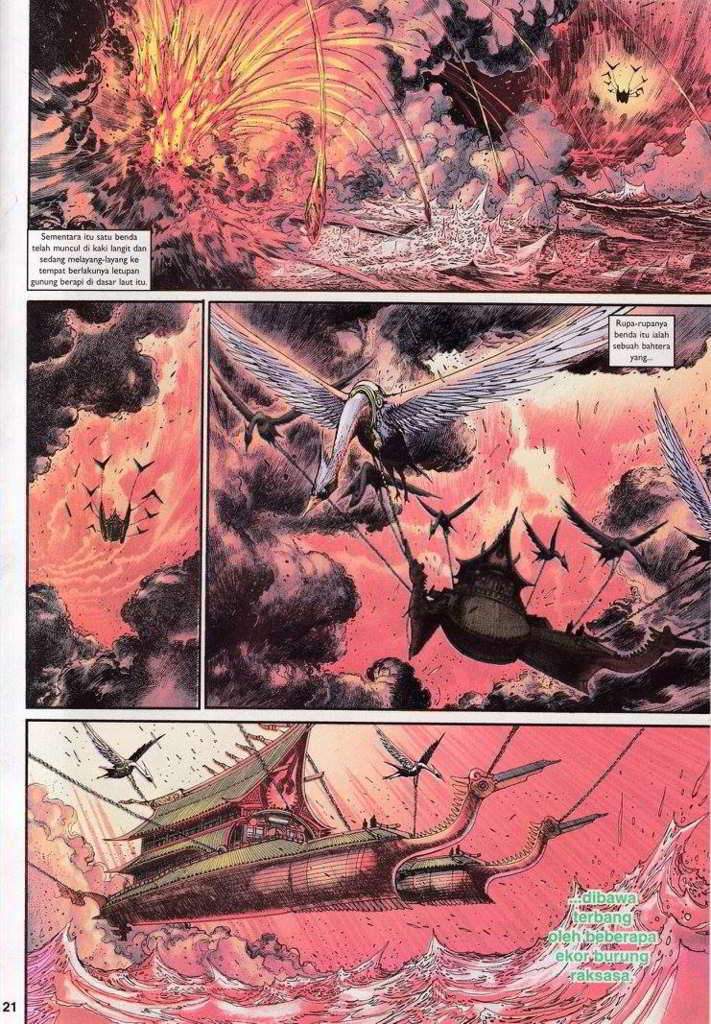 Sementara itu satu benda
telah muncul di kaki langit dan
sedang melayang-layang ke
tempat berlakunya letupan
gunung berapi di dasar laut itu.
Rupa-rupanya
benda itu ialah
sebuah bahtera
yang...
...dibawa
terbang
oleh beberapa
ekor burung
raksasa.
21